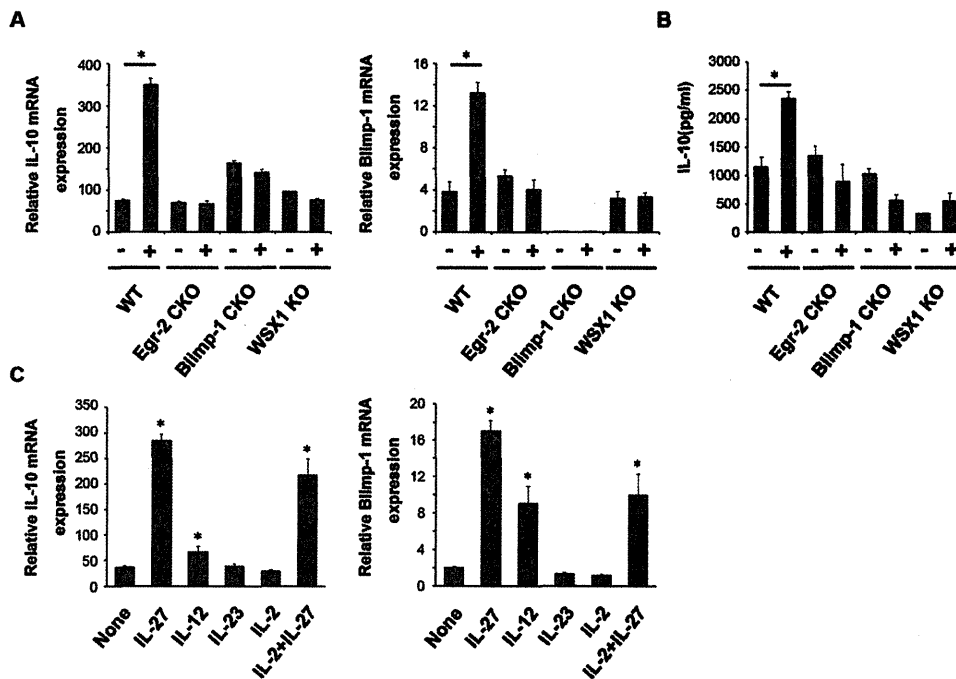 A
Relative IL-10 mRNA
expression
400
350
300
250
200
100
50
0
*
- + - + - + - +
WT
Egr-2 CKO
Blimp-1 CKO
WSX1 KO
Relative Blimp-1 mRNA
expression
16
12
8
4
0
*
- + - + - + - +
WT
Egr-2 CKO
Blimp-1 CKO
WSX1 KO
B
IL-10(pg/ml)
3000
2500
2000
1500
1000
500
0
*
- + - + - + - +
WT
Egr-2 CKO
Blimp-1 CKO
WSX1 KO
C
Relative IL-10 mRNA
expression
350
300
250
200
150
100
50
0
* * *
None
IL-27
IL-12
IL-23
IL-2
IL-2+IL-27
Relative Blimp-1 mRNA
expression
20
16
12
8
4
0
* * *
None
IL-27
IL-12
IL-23
IL-2
IL-2+IL-27